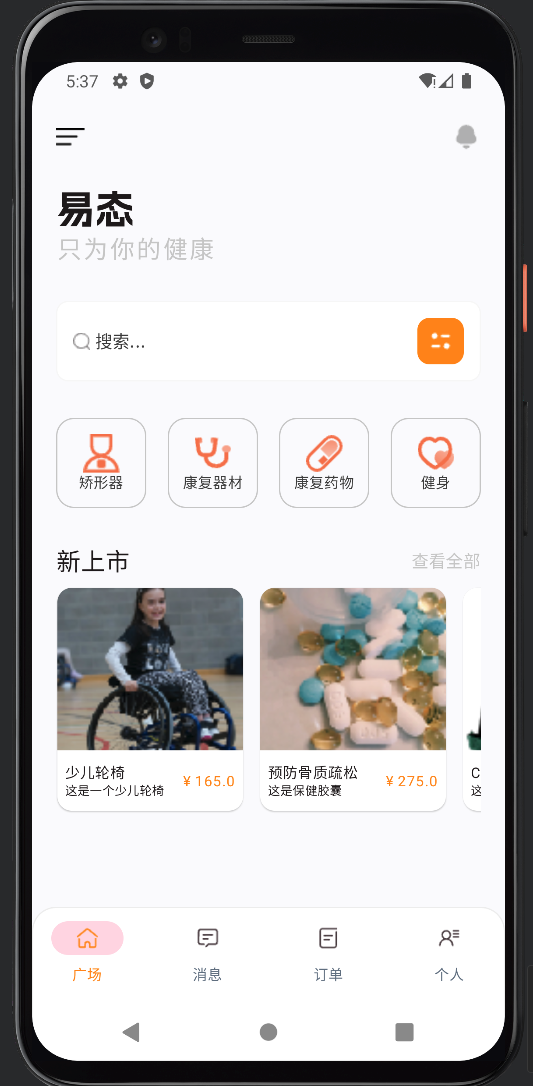 5:37
易态
只为你的健康
搜索...
矫形器 康复器材 康复药物 健身
新上市 查看全部
少儿轮椅
这是一个少儿轮椅
¥ 165.0
预防骨质疏松
这是保健胶囊
¥ 275.0
C
这
广场 消息 订单 个人